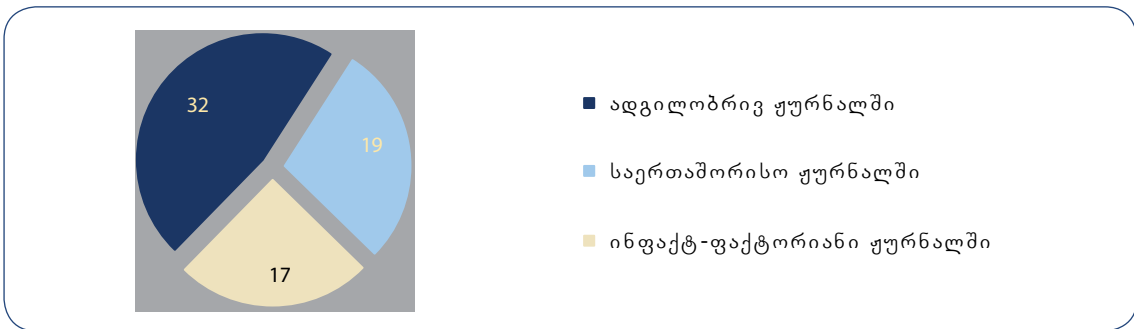 32
19
17
ადგილობრივ ჟურნალში
საერთაშორისო ჟურნალში
ინფაქტ-ფაქტორიანი ჟურნალში